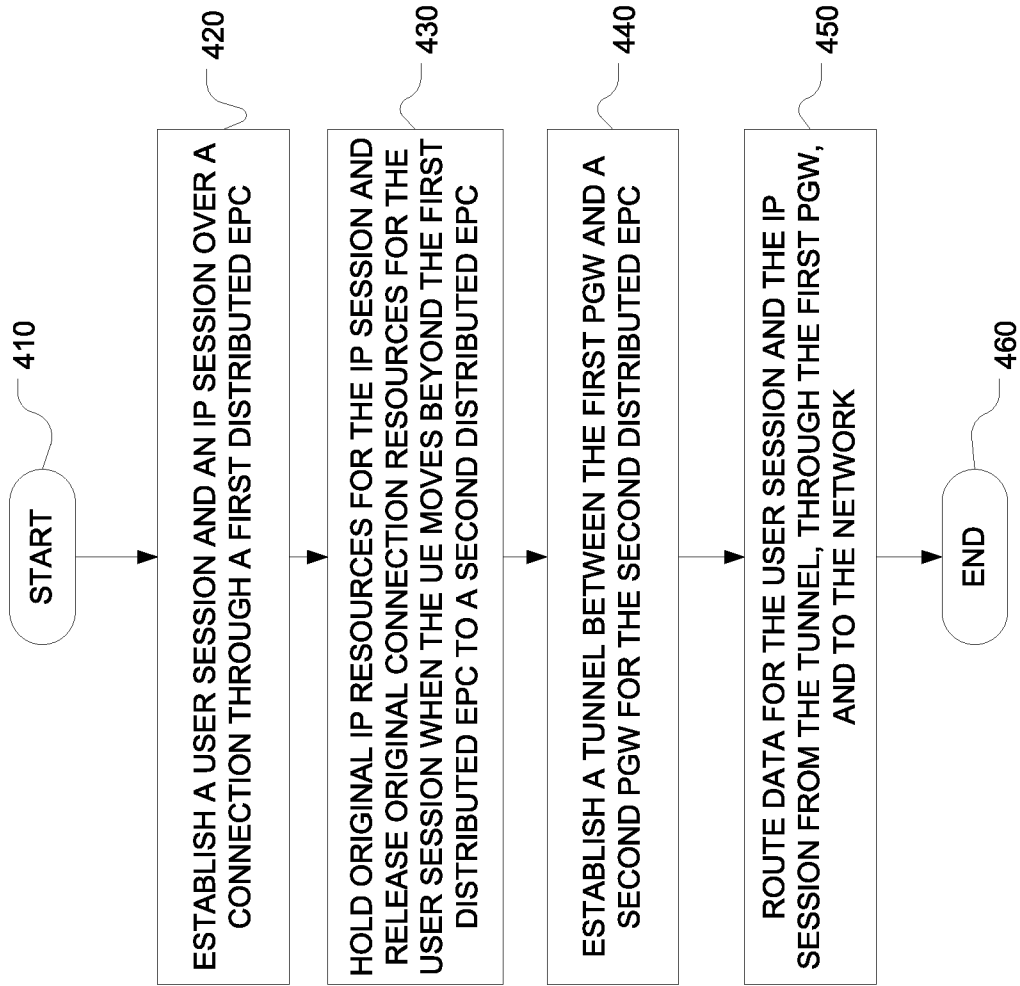 START
410
ESTABLISH A USER SESSION AND AN IP SESSION OVER A
CONNECTION THROUGH A FIRST DISTRIBUTED EPC
420
HOLD ORIGINAL IP RESOURCES FOR THE IP SESSION AND
RELEASE ORIGINAL CONNECTION RESOURCES FOR THE
USER SESSION WHEN THE UE MOVES BEYOND THE FIRST
DISTRIBUTED EPC TO A SECOND DISTRIBUTED EPC
430
ESTABLISH A TUNNEL BETWEEN THE FIRST PGW AND A
SECOND PGW FOR THE SECOND DISTRIBUTED EPC
440
ROUTE DATA FOR THE USER SESSION AND THE IP
SESSION FROM THE TUNNEL, THROUGH THE FIRST PGW,
AND TO THE NETWORK
450
END
460